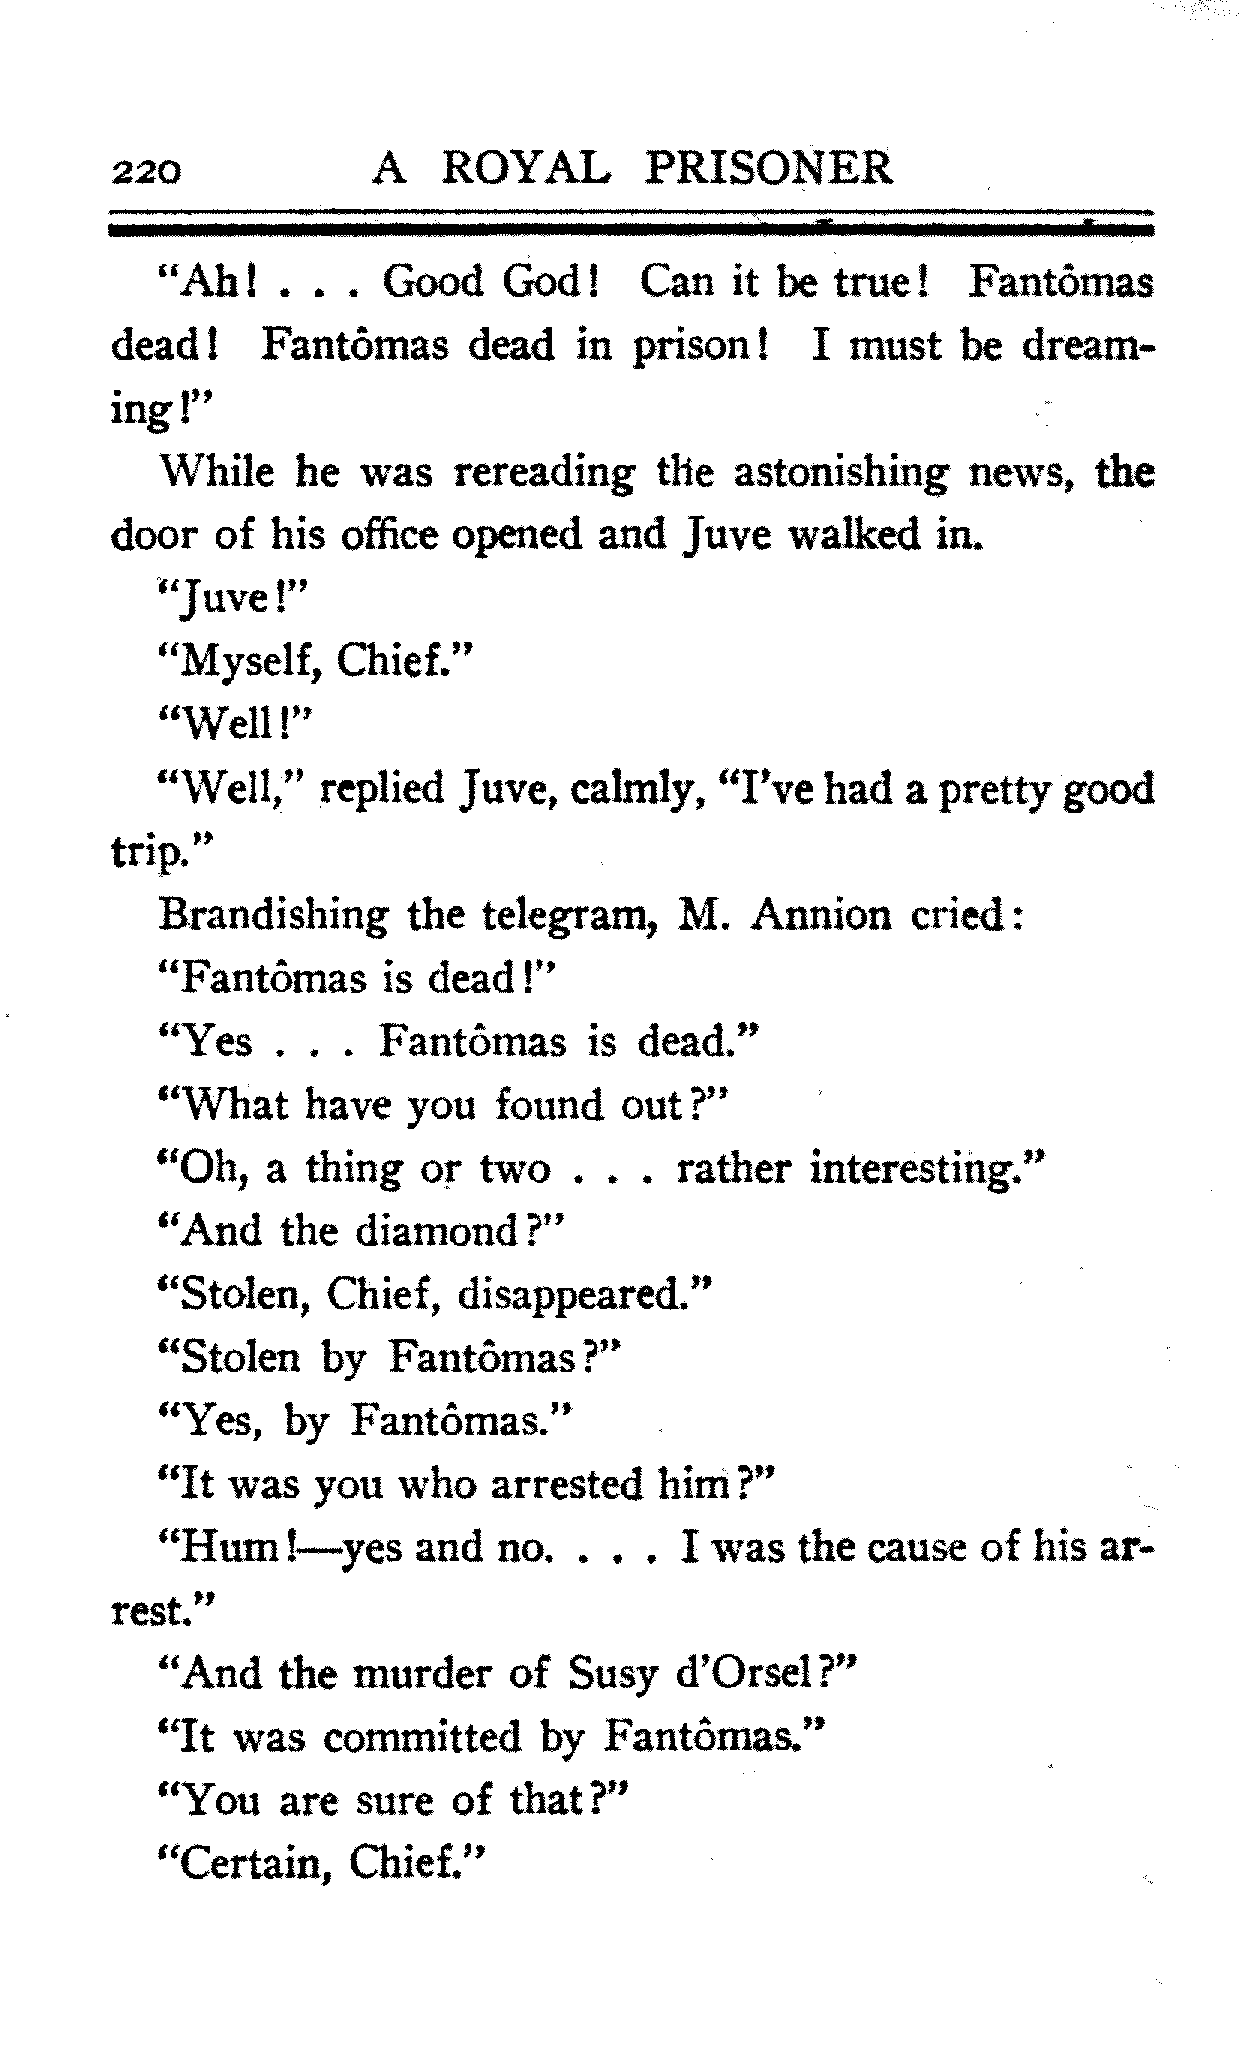 220 A ROYAL PRISONER
“Ah! . . . Good God! Can it be true! Fantômas
dead! Fantômas dead in prison! I must be dream-
ing!”
While he was rereading the astonishing news, the
door of his office opened and Juve walked in.
“Juve!”
“Myself, Chief.”
“Well!”
“Well,” replied Juve, calmly, “I’ve had a pretty good
trip.”
Brandishing the telegram, M. Annion cried:
“Fantômas is dead!”
“Yes . . . Fantômas is dead.”
“What have you found out?”
“Oh, a thing or two . . . rather interesting.”
“And the diamond?”
“Stolen, Chief, disappeared.”
“Stolen by Fantômas?”
“Yes, by Fantômas.”
“It was you who arrested him?”
“Hum!—yes and no. . . . I was the cause of his ar-
rest.”
“And the murder of Susy d’Orsel?”
“It was committed by Fantômas.”
“You are sure of that?”
“Certain, Chief.”